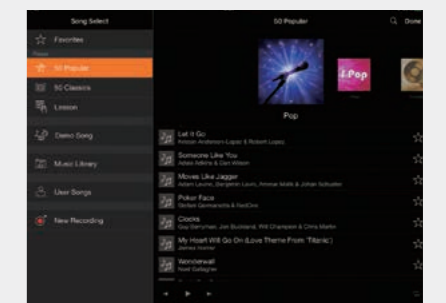 Song Select
50 Popular
Done
Favorites
50 Popular
50 Classics
Lesson
Demo Song
Music Library
User Songs
New Recording
Pop
Pop
Let It Go
Kristen Anderson-Lopez & Robert Lopez
Someone Like You
Adele Adkins & Dan Wilson
Moves Like Jagger
Adam Levine, Benjamin Levin, Ammar Malik & Johan Schuster
Poker Face
Stefani Germanotta & RedOne
Clocks
Guy Berryman, Jon Buckland, Will Champion & Chris Martin
My Heart Will Go On (Love Theme From 'Titanic')
James Horner
Wonderwall
Noel Gallagher